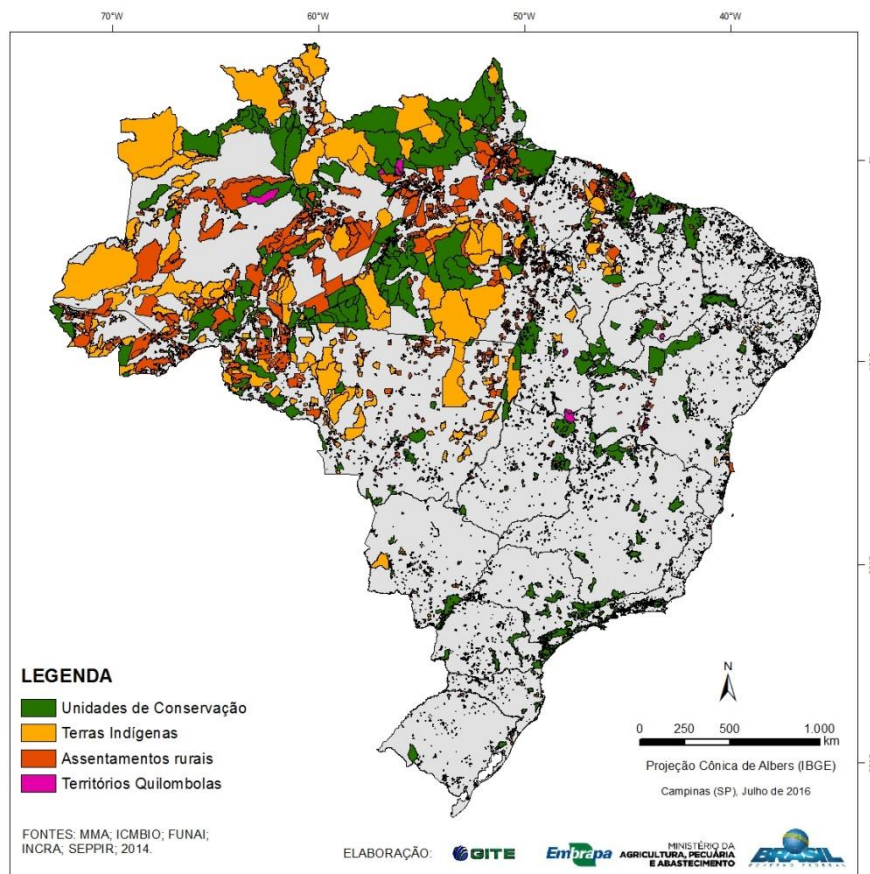 70°W 60°W 50°W 40°W
LEGENDA
Unidades de Conservação
Terras Indígenas
Assentamentos rurais
Territórios Quilombolas
N
0 250 500 1.000
km
Projeção Cônica de Albers (IBGE)
Campinas (SP), Julho de 2016
FONTES: MMA; ICMBIO; FUNAI;
INCRA; SEPPIR; 2014.
ELABORAÇÃO:
GITE
Embrapa
MINISTÉRIO DA
AGRICULTURA, PECUÁRIA
E ABASTECIMENTO
BRASIL
GOVERNO FEDERAL